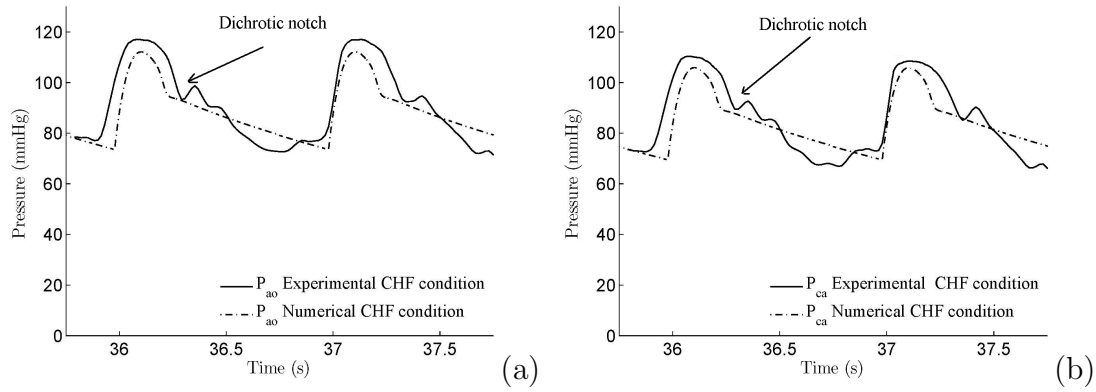 120
100
80
60
40
20
0
Pressure (mmHg)
Dichrotic notch
P_ao Experimental CHF condition
P_ao Numerical CHF condition
36 36.5 37 37.5
Time (s)
(a)
120
100
80
60
40
20
0
Pressure (mmHg)
Dichrotic notch
P_ca Experimental CHF condition
P_ca Numerical CHF condition
36 36.5 37 37.5
Time (s)
(b)